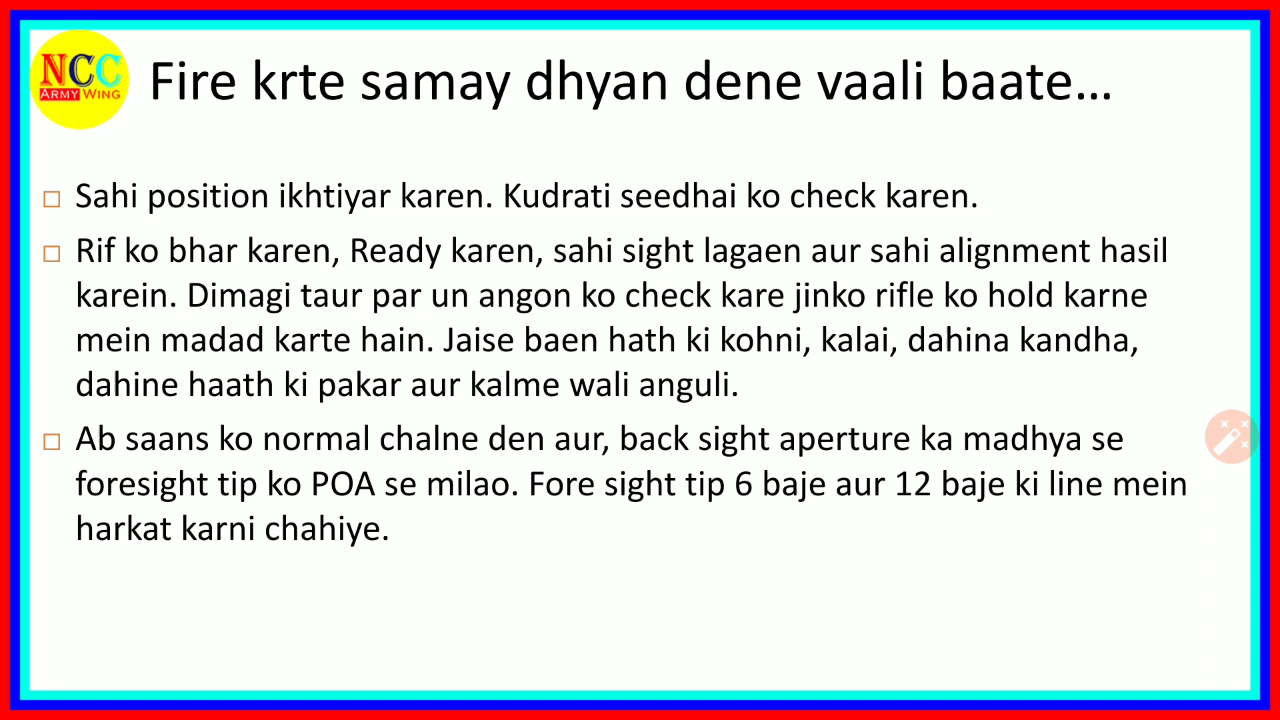 NCC
ARMY WING
Fire krte samay dhyan dene vaali baate...
Sahi position ikhtiyar karen. Kudrati seedhai ko check karen.
Rif ko bhar karen, Ready karen, sahi sight lagaen aur sahi alignment hasil
karein. Dimagi taur par un angon ko check kare jinko rifle ko hold karne
mein madad karte hain. Jaise baen hath ki kohni, kalai, dahina kandha,
dahine haath ki pakar aur kalme wali anguli.
Ab saans ko normal chalne den aur, back sight aperture ka madhya se
foresight tip ko POA se milao. Fore sight tip 6 baje aur 12 baje ki line mein
harkat karni chahiye.